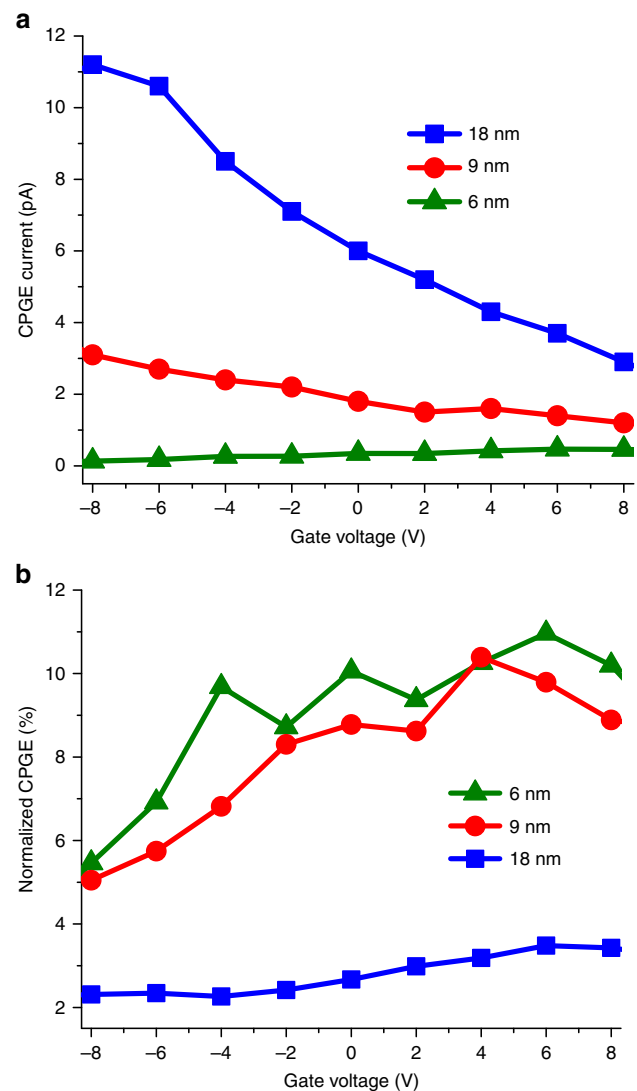 a
12
10
8
6
4
2
0
CPGE current (pA)
18 nm
9 nm
6 nm
–8 –6 –4 –2 0 2 4 6 8
Gate voltage (V)
b
12
10
8
6
4
2
Normalized CPGE (%)
6 nm
9 nm
18 nm
–8 –6 –4 –2 0 2 4 6 8
Gate voltage (V)